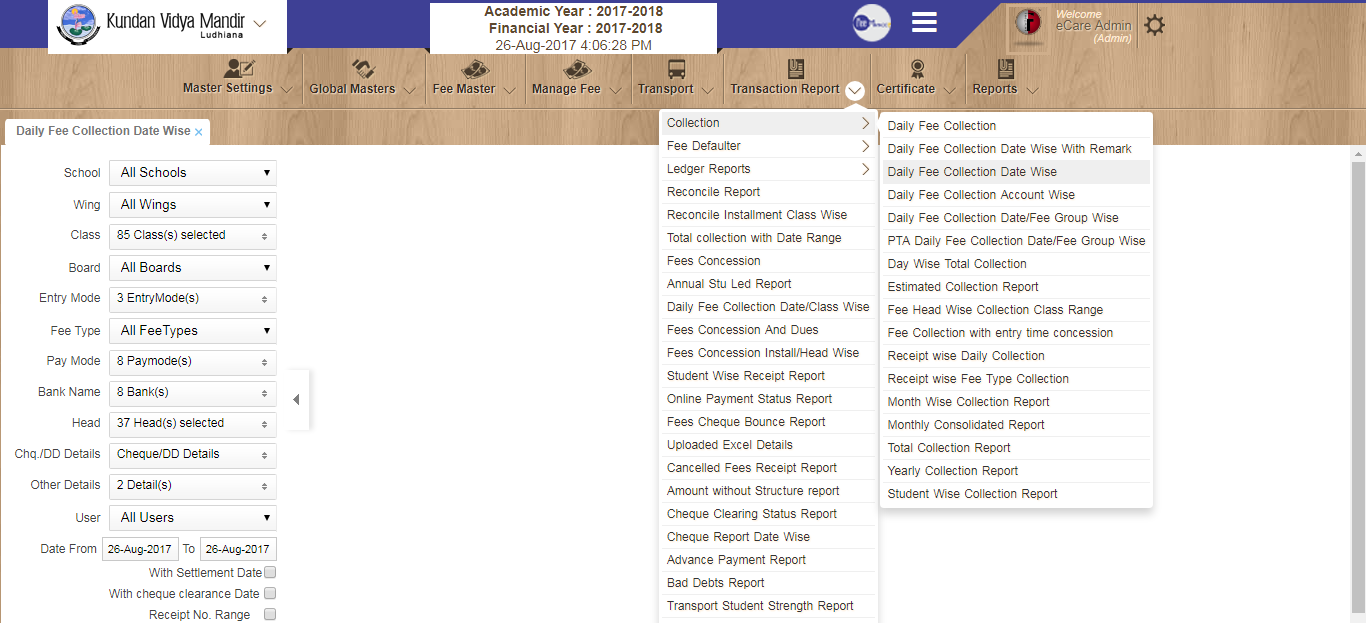 Kundan Vidya Mandir
Ludhiana
Academic Year : 2017-2018
Financial Year : 2017-2018
26-Aug-2017 4:06:28 PM
Welcome
eCare Admin
(Admin)
Master Settings
Global Masters
Fee Master
Manage Fee
Transport
Transaction Report
Certificate
Reports
Daily Fee Collection Date Wise ×
School All Schools
Wing All Wings
Class 85 Class(s) selected
Board All Boards
Entry Mode 3 EntryMode(s)
Fee Type All FeeTypes
Pay Mode 8 Paymode(s)
Bank Name 8 Bank(s)
Head 37 Head(s) selected
Chq./DD Details Cheque/DD Details
Other Details 2 Detail(s)
User All Users
Date From 26-Aug-2017 To 26-Aug-2017
With Settlement Date
With cheque clearance Date
Receipt No. Range
Collection
Fee Defaulter
Ledger Reports
Reconcile Report
Reconcile Installment Class Wise
Total collection with Date Range
Fees Concession
Annual Stu Led Report
Daily Fee Collection Date/Class Wise
Fees Concession And Dues
Fees Concession Install/Head Wise
Student Wise Receipt Report
Online Payment Status Report
Fees Cheque Bounce Report
Uploaded Excel Details
Cancelled Fees Receipt Report
Amount without Structure report
Cheque Clearing Status Report
Cheque Report Date Wise
Advance Payment Report
Bad Debts Report
Transport Student Strength Report
Daily Fee Collection
Daily Fee Collection Date Wise With Remark
Daily Fee Collection Date Wise
Daily Fee Collection Account Wise
Daily Fee Collection Date/Fee Group Wise
PTA Daily Fee Collection Date/Fee Group Wise
Day Wise Total Collection
Estimated Collection Report
Fee Head Wise Collection Class Range
Fee Collection with entry time concession
Receipt wise Daily Collection
Receipt wise Fee Type Collection
Month Wise Collection Report
Monthly Consolidated Report
Total Collection Report
Yearly Collection Report
Student Wise Collection Report